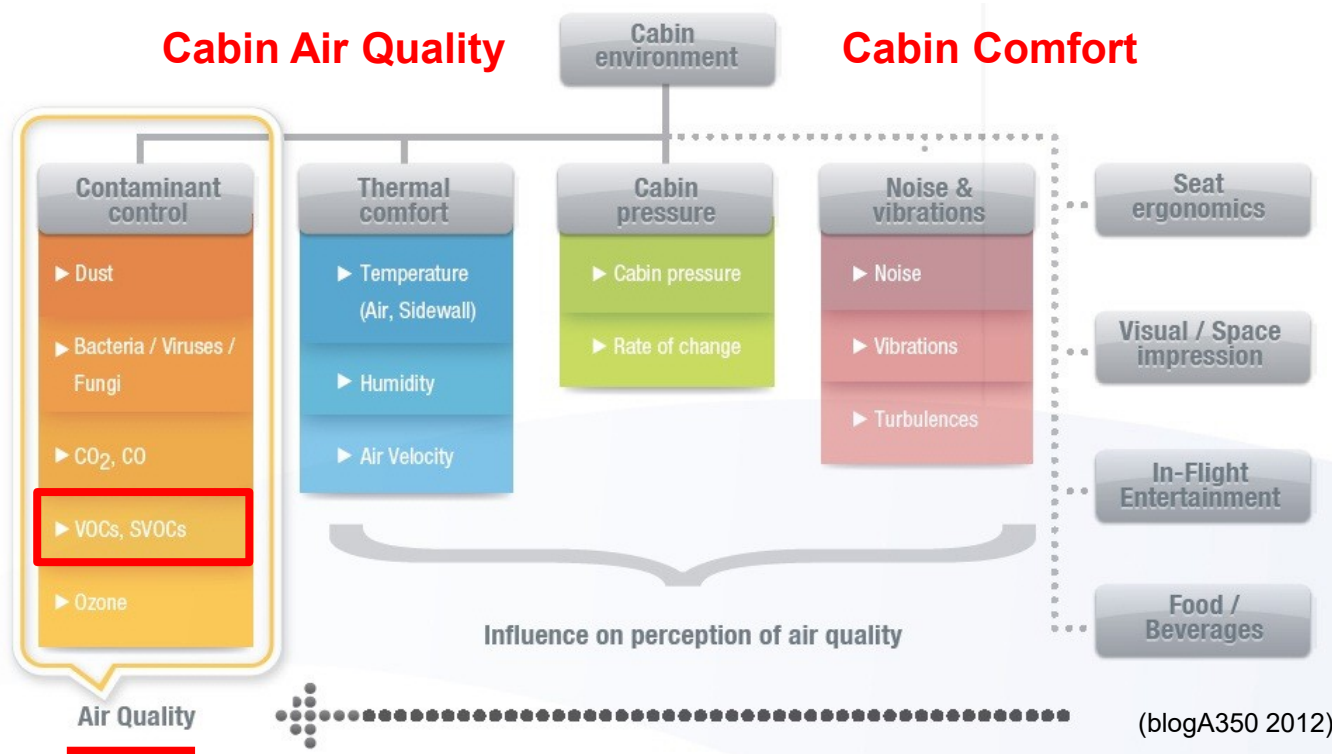 Cabin Air Quality
Cabin
environment
Cabin Comfort
Contaminant
control
▶ Dust
▶ Bacteria / Viruses /
Fungi
▶ CO₂, CO
▶ VOCs, SVOCs
▶ Ozone
Air Quality
Thermal
comfort
▶ Temperature
(Air, Sidewall)
▶ Humidity
▶ Air Velocity
Cabin
pressure
▶ Cabin pressure
▶ Rate of change
Noise &
vibrations
▶ Noise
▶ Vibrations
▶ Turbulences
Influence on perception of air quality
Seat
ergonomics
Visual / Space
impression
In-Flight
Entertainment
Food /
Beverages
(blogA350 2012)